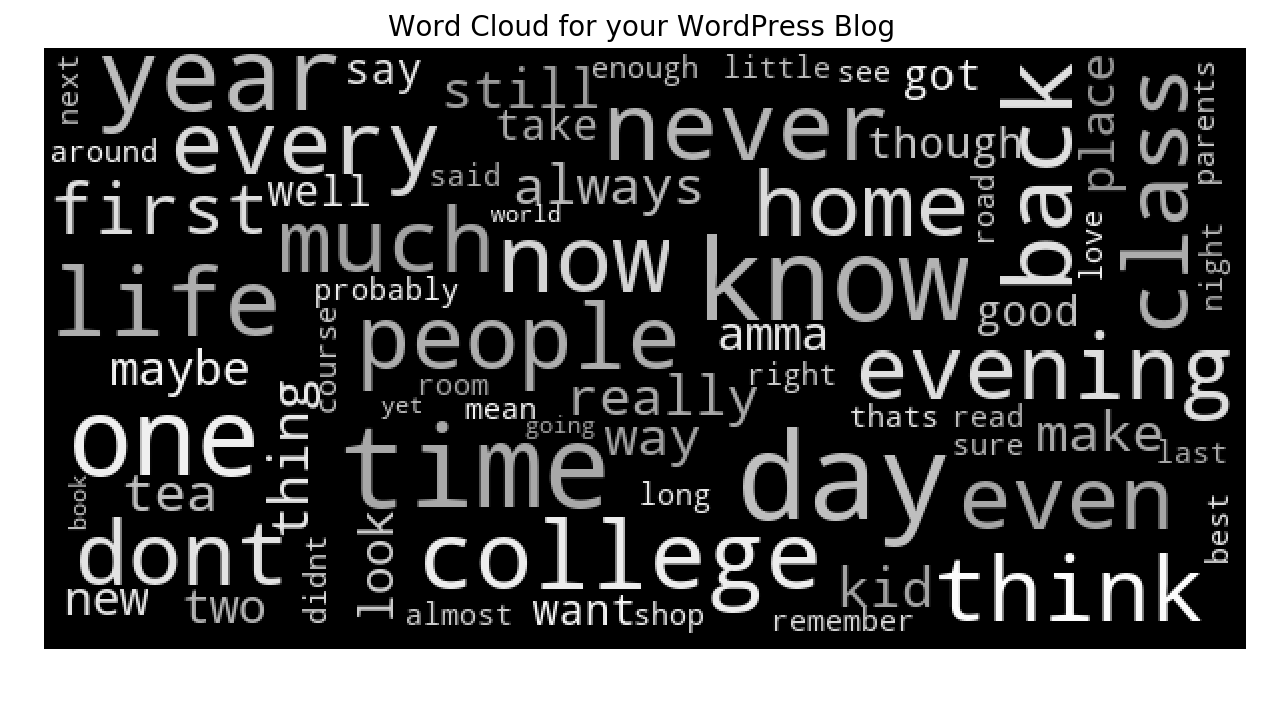 Word Cloud for your WordPress Blog
next
year
say
still
enough
little
see
got
back
place
class
parents
around
every
take
never
though
said
always
first
well
world
home
road
love
night
much
now
know
life
probably
good
course
people
amma
evening
maybe
room
really
right
yet
mean
going
thats
read
one
thing
time
way
sure
make
last
book
tea
long
day
even
best
dont
look
college
think
new
two
didnt
almost
want
shop
kid
remember